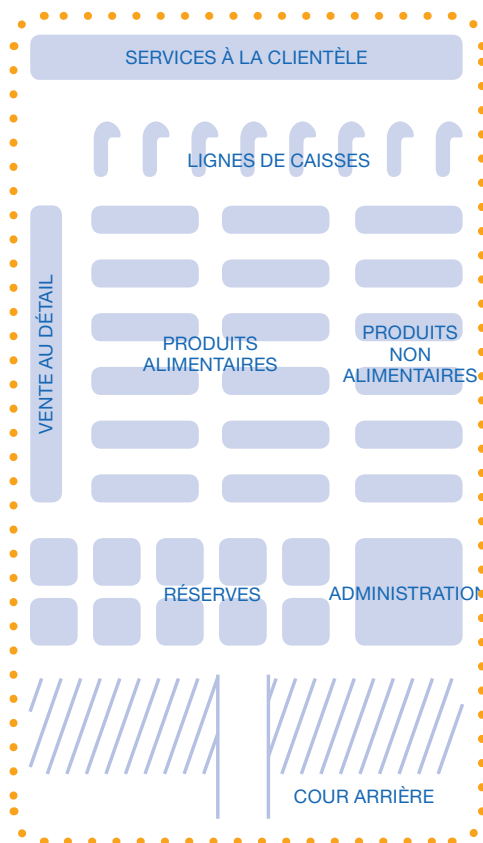 SERVICES À LA CLIENTÈLE
LIGNES DE CAISSES
VENTE AU DÉTAIL
PRODUITS
ALIMENTAIRES
PRODUITS
NON
ALIMENTAIRES
RÉSERVES
ADMINISTRATION
COUR ARRIÈRE